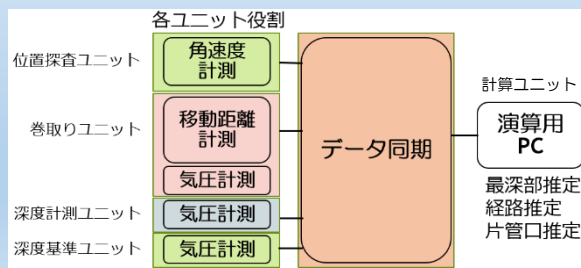 各ユニット役割
位置探査ユニット
角速度
計測
巻取りユニット
移動距離
計測
気圧計測
深度計測ユニット
気圧計測
深度基準ユニット
気圧計測
データ同期
計算ユニット
演算用
PC
最深部推定
経路推定
片管口推定